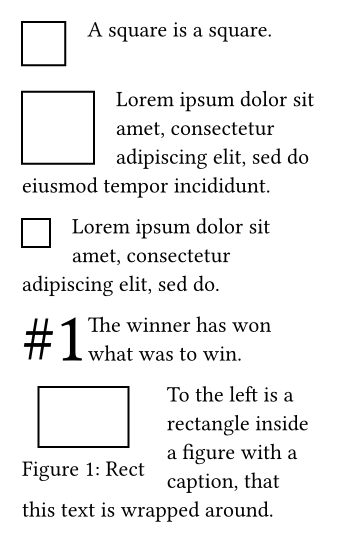 A square is a square.
Lorem ipsum dolor sit
amet, consectetur
adipiscing elit, sed do
eiusmod tempor incididunt.
Lorem ipsum dolor sit
amet, consectetur
adipiscing elit, sed do.
#1 The winner has won
what was to win.
To the left is a
rectangle inside
a figure with a
caption, that
Figure 1: Rect
this text is wrapped around.